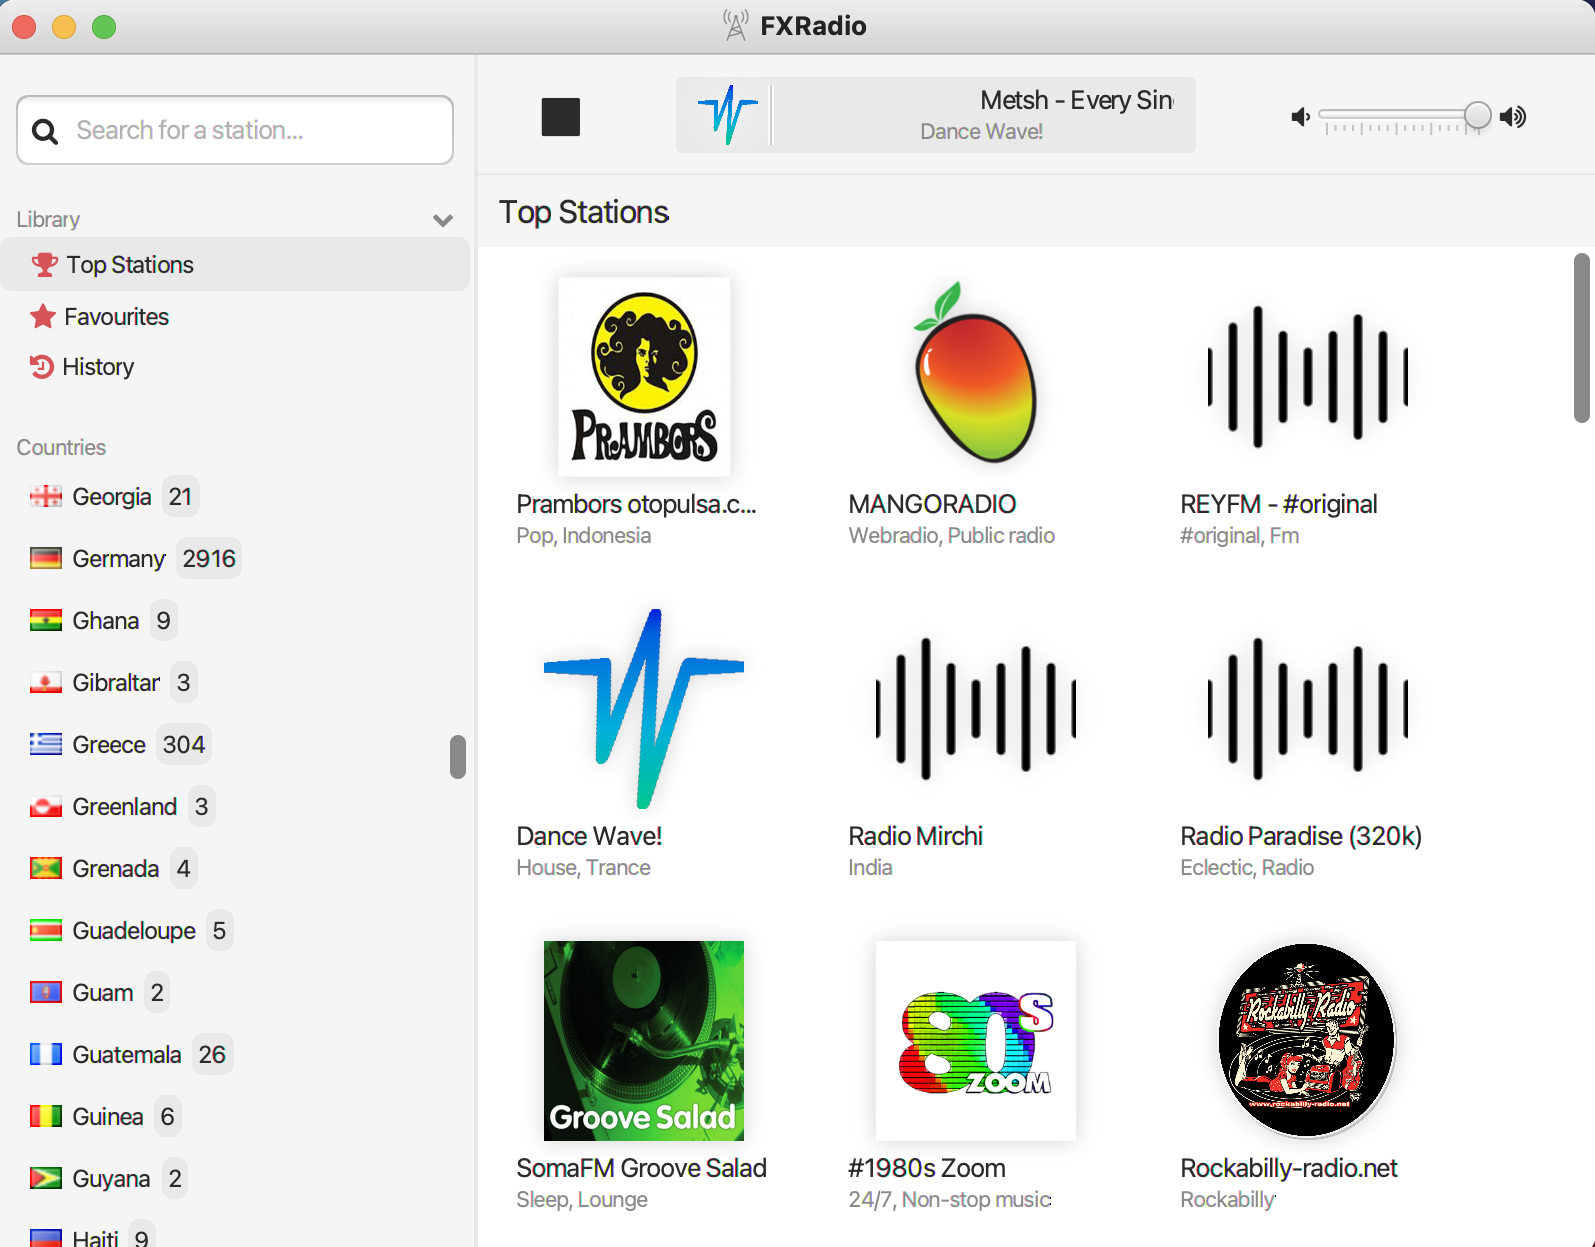 FXRadio
Search for a station...
Metsh - Every Sin
Dance Wave!
Library
Top Stations
Favourites
History
Countries
Georgia 21
Germany 2916
Ghana 9
Gibraltar 3
Greece 304
Greenland 3
Grenada 4
Guadeloupe 5
Guam 2
Guatemala 26
Guinea 6
Guyana 2
Haiti 9
Top Stations
PRAMBORS
Prambors otopulsa.c...
Pop, Indonesia
MANGORADIO
Webradio, Public radio
REYFM - #original
#original, Fm
Dance Wave!
House, Trance
Radio Mirchi
India
Radio Paradise (320k)
Eclectic, Radio
Groove Salad
SomaFM Groove Salad
Sleep, Lounge
80s
ZOOM
#1980s Zoom
24/7, Non-stop music
Rockabilly Radio
www.rockabilly-radio.net
Rockabilly-radio.net
Rockabilly